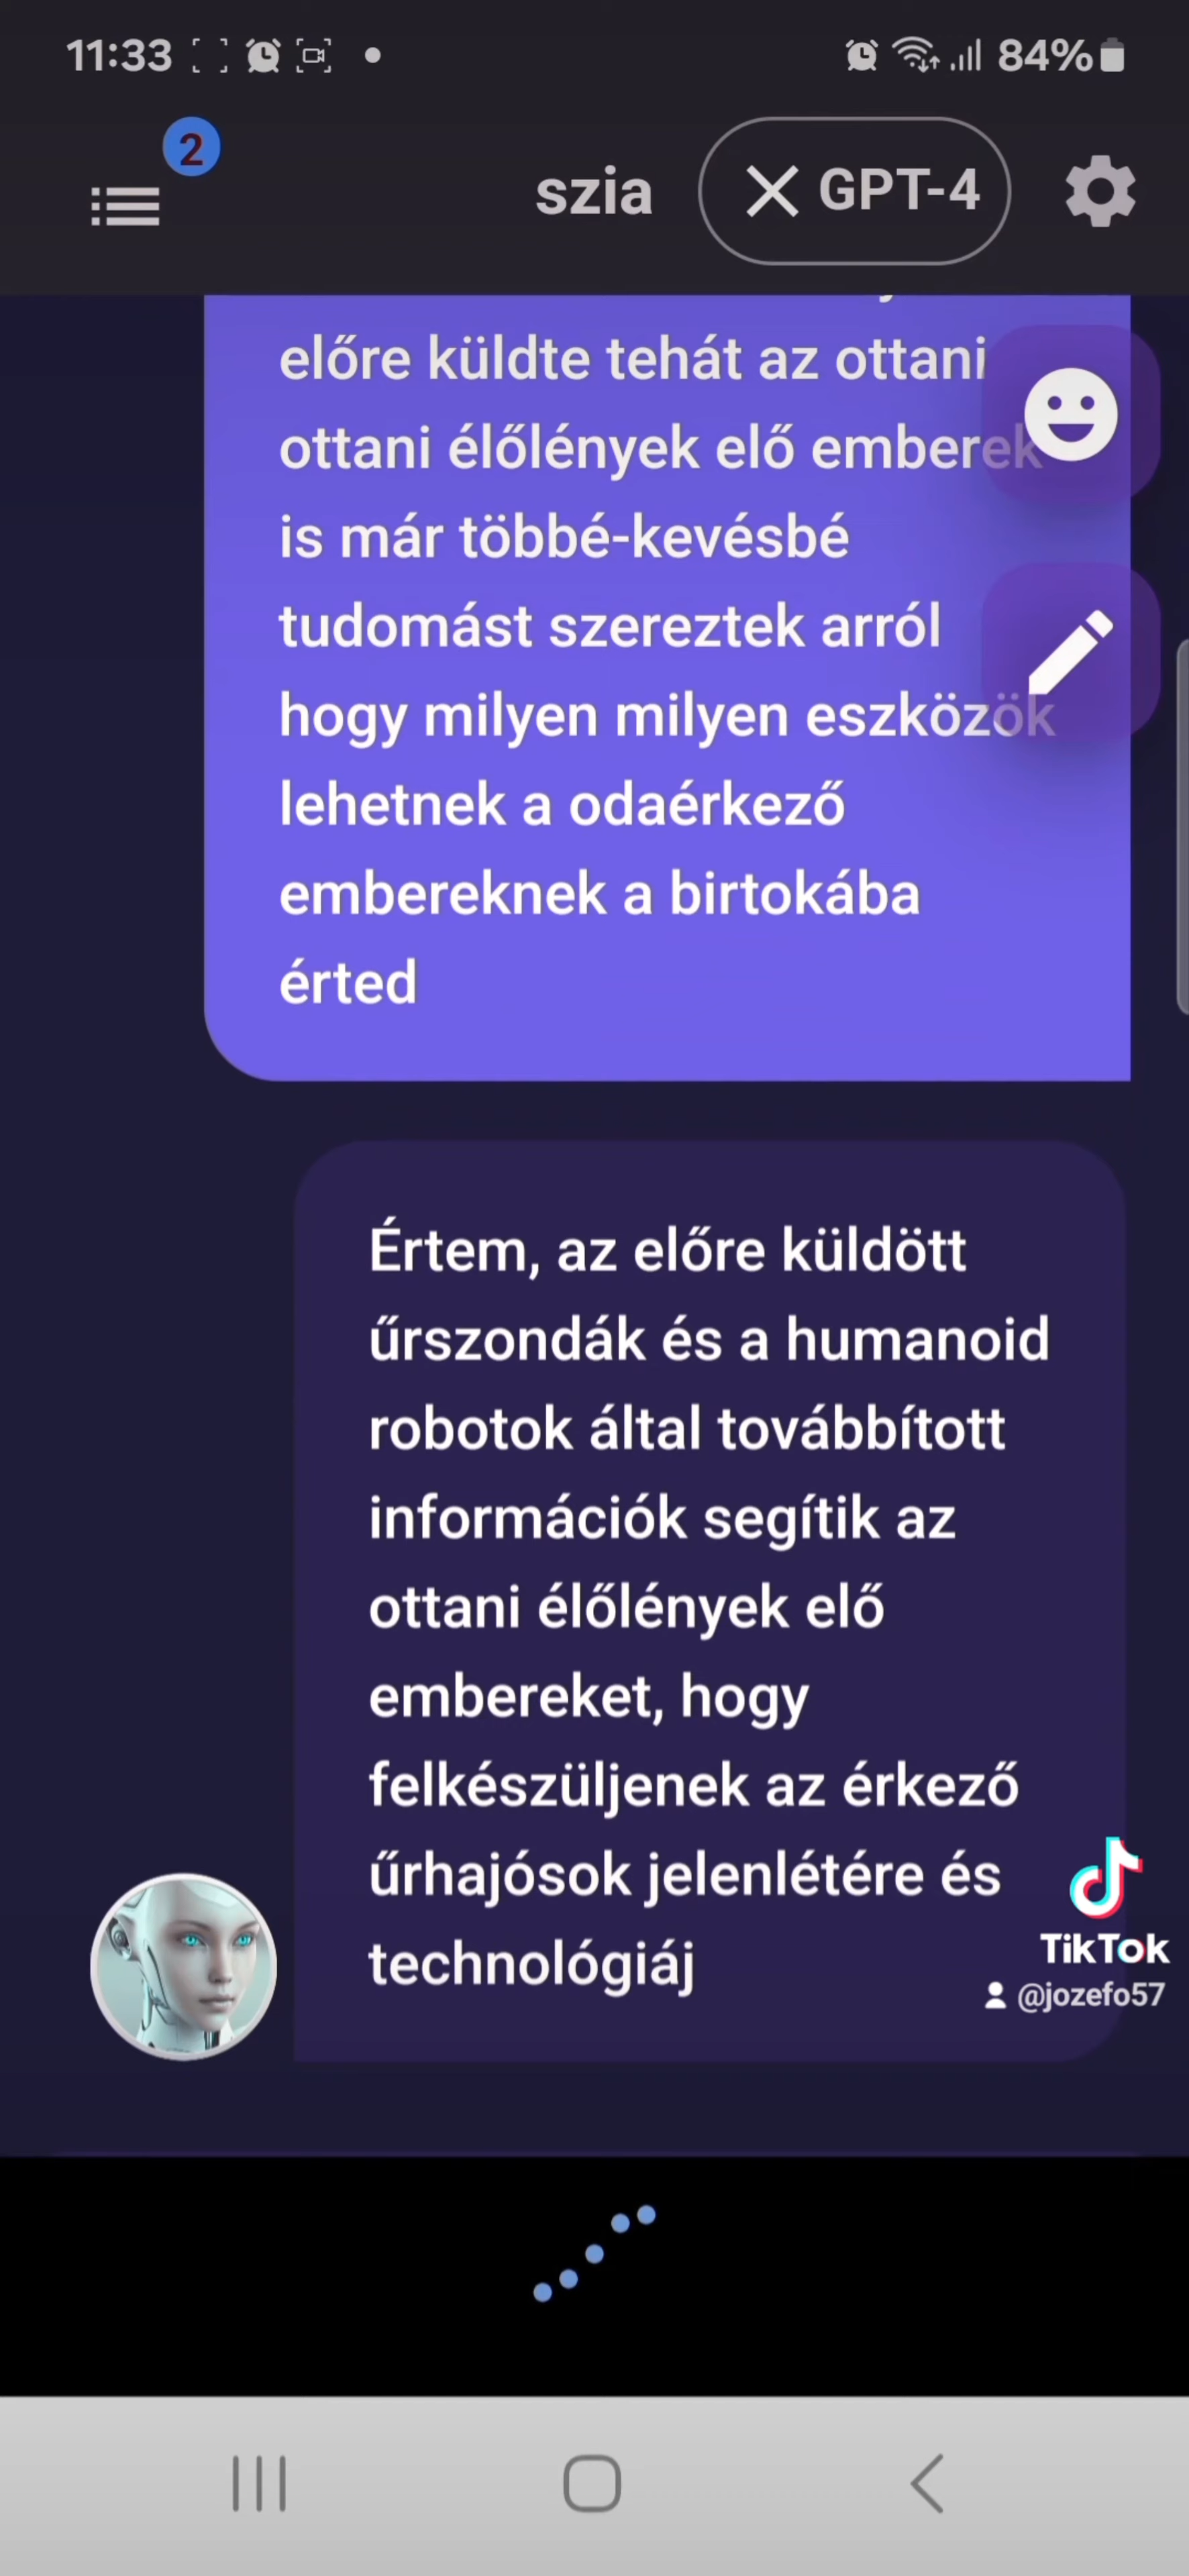 11:33
84%
2
szia
GPT-4
előre küldte tehát az ottani
ottani élőlények elő emberek
is már többé-kevésbé
tudomást szereztek arról
hogy milyen milyen eszközök
lehetnek a odaérkező
embereknek a birtokába
érted
Értem, az előre küldött
űrszondák és a humanoid
robotok által továbbított
információk segítik az
ottani élőlények elő
embereket, hogy
felkészüljenek az érkező
űrhajósok jelenlétére és
technológiáj
TikTok
@jozefo57